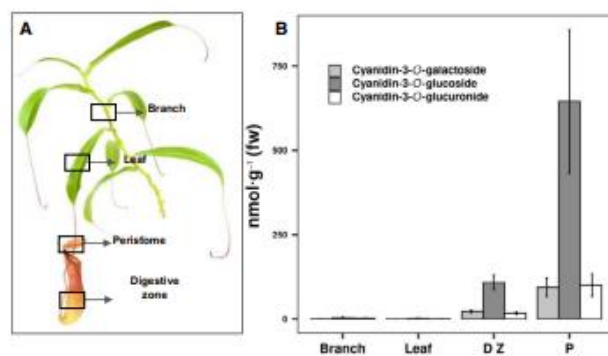 A
Branch
Leaf
Peristome
Digestive
zone
B
Cyanidin-3-O-galactoside
Cyanidin-3-O-glucoside
Cyanidin-3-O-glucuronide
nmol·g⁻¹ (fw)
750
500
250
0
Branch Leaf D Z P